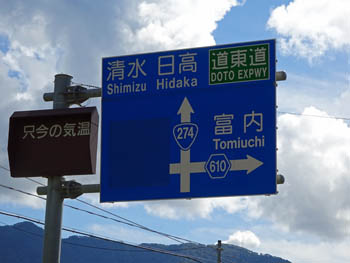 清水 日高
Shimizu Hidaka
道東道
DOTO EXPWY
274
富内
Tomiuchi
610
只今の気温